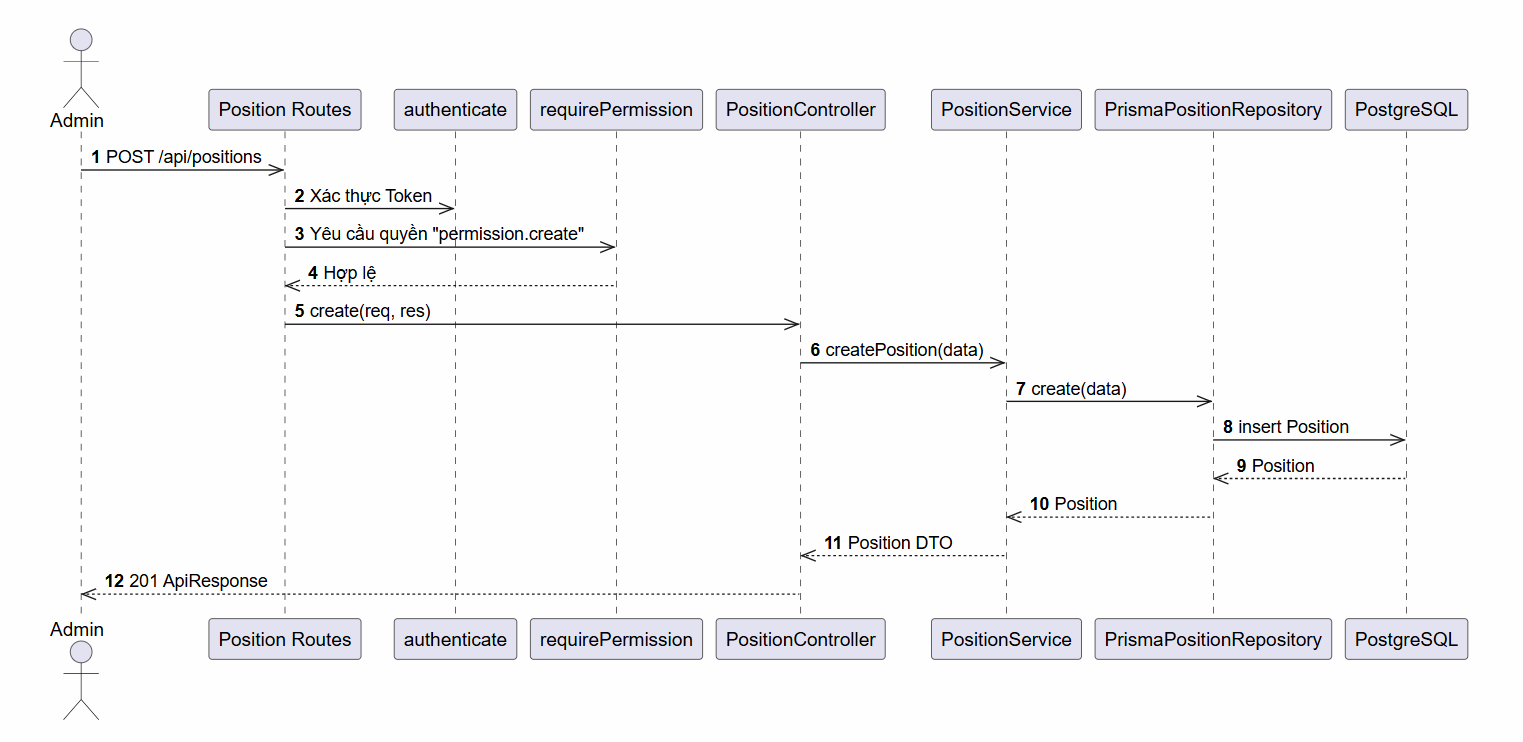 Admin
Position Routes
authenticate
requirePermission
PositionController
PositionService
PrismaPositionRepository
PostgreSQL
1 POST /api/positions
2 Xác thực Token
3 Yêu cầu quyền "permission.create"
4 Hợp lệ
5 create(req, res)
6 createPosition(data)
7 create(data)
8 insert Position
9 Position
10 Position
11 Position DTO
12 201 ApiResponse
Admin
Position Routes
authenticate
requirePermission
PositionController
PositionService
PrismaPositionRepository
PostgreSQL